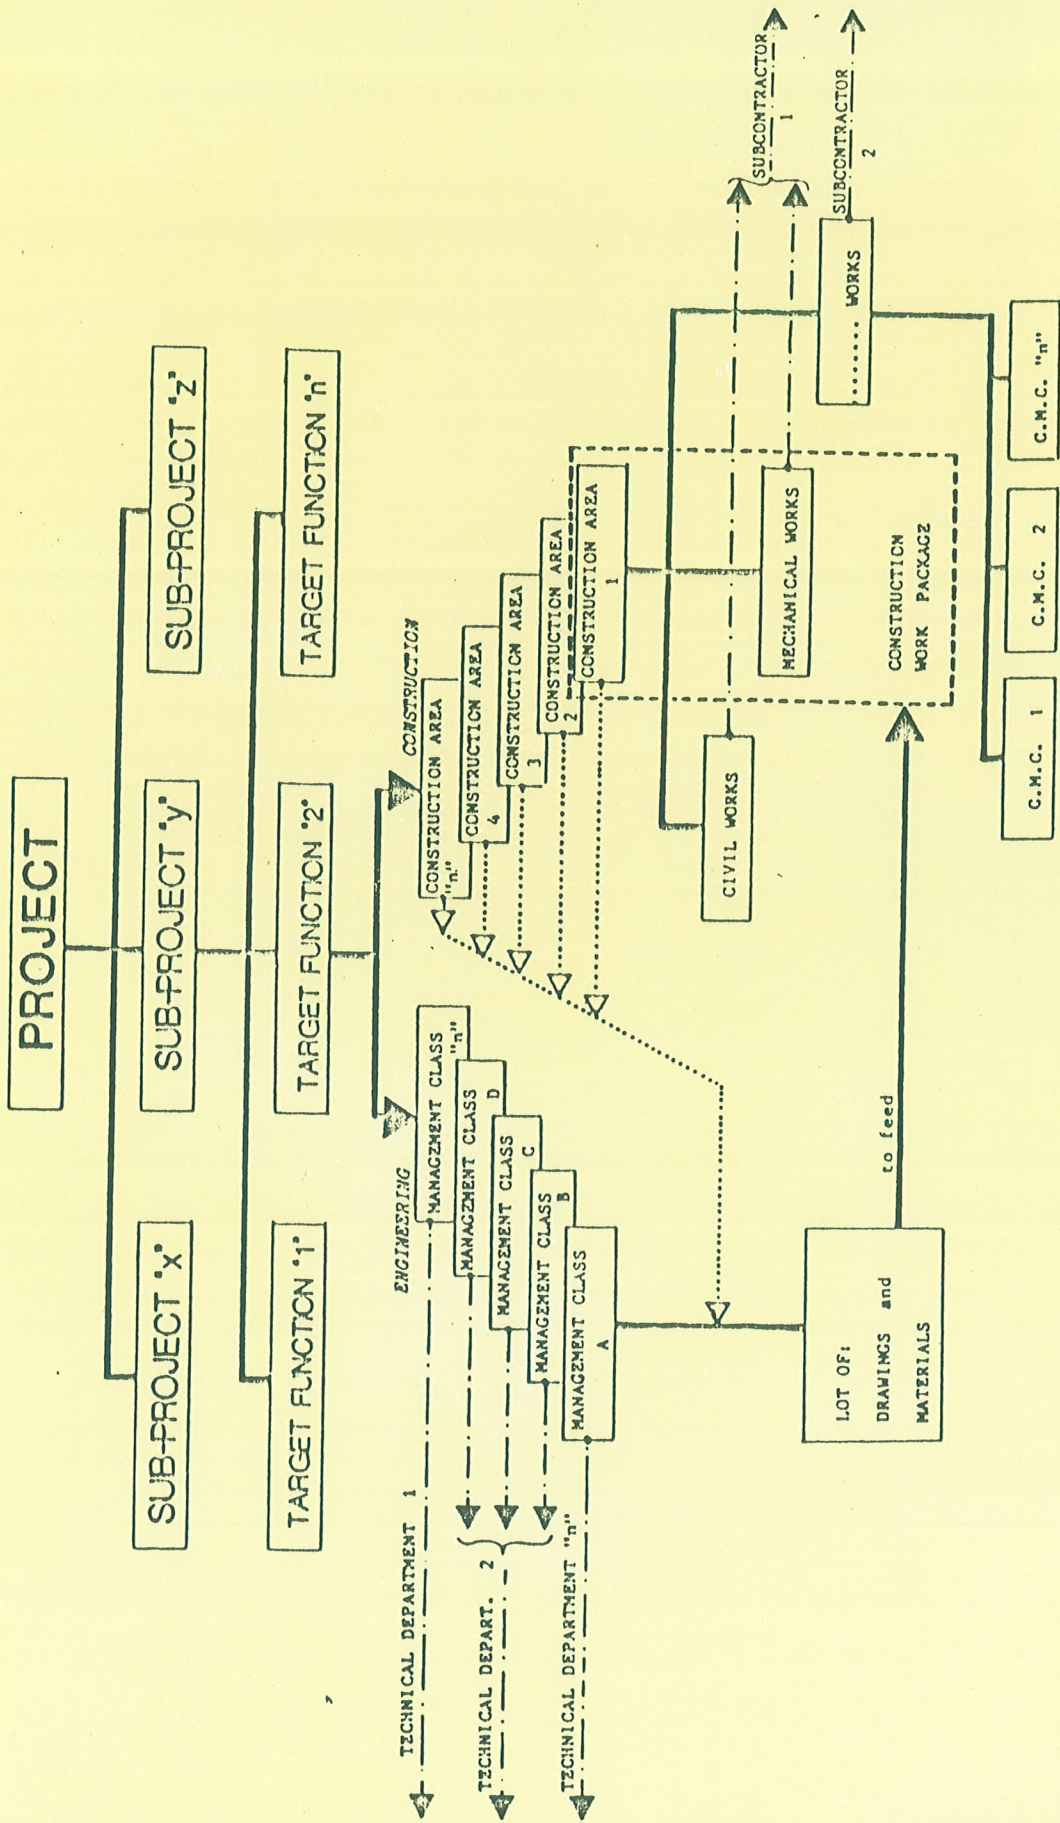 PROJECT
SUB-PROJECT "x"
SUB-PROJECT "y"
SUB-PROJECT "z"
TARGET FUNCTION "1"
TARGET FUNCTION "2"
TARGET FUNCTION "n"
ENGINEERING
CONSTRUCTION
TECHNICAL DEPARTMENT 1
MANAGEMENT CLASS
"n"
MANAGEMENT CLASS
D
TECHNICAL DEPART. 2
MANAGEMENT CLASS
C
MANAGEMENT CLASS
B
TECHNICAL DEPARTMENT "n"
MANAGEMENT CLASS
A
CONSTRUCTION AREA
"n"
CONSTRUCTION AREA
4
CONSTRUCTION AREA
3
CONSTRUCTION AREA
2
CONSTRUCTION AREA
1
CIVIL WORKS
MECHANICAL WORKS
........ WORKS
SUBCONTRACTOR
1
SUBCONTRACTOR
2
LOT OF:
DRAWINGS and
MATERIALS
to feed
CONSTRUCTION
WORK PACKAGE
C.M.C. 1
C.M.C. 2
C.M.C. "n"